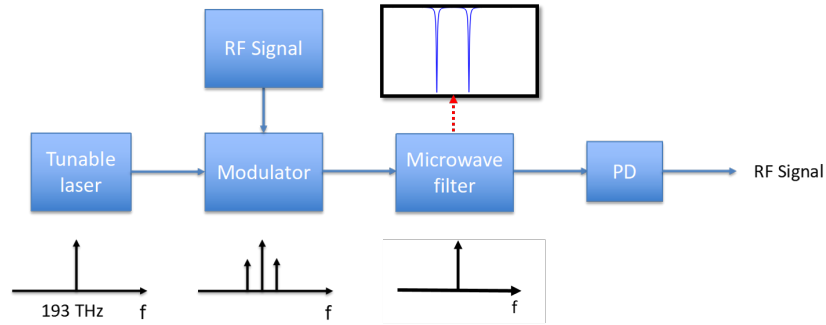 RF Signal
Tunable
laser
Modulator
Microwave
filter
PD
RF Signal
193 THz
f
f
f